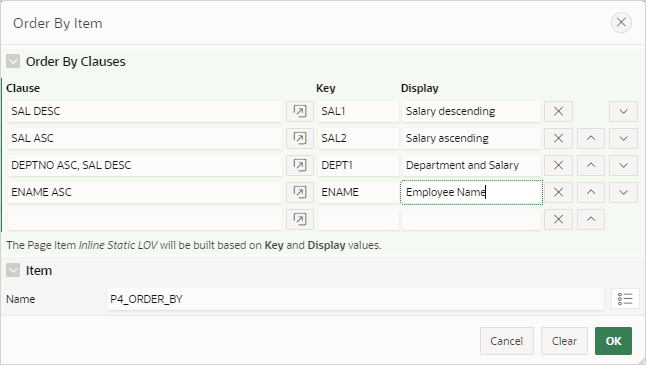 Order By Item
Order By Clauses
Clause Key Display
SAL DESC SAL1 Salary descending
SAL ASC SAL2 Salary ascending
DEPTNO ASC, SAL DESC DEPT1 Department and Salary
ENAME ASC ENAME Employee Name
The Page Item Inline Static LOV will be built based on Key and Display values.
Item
Name P4_ORDER_BY
Cancel Clear OK